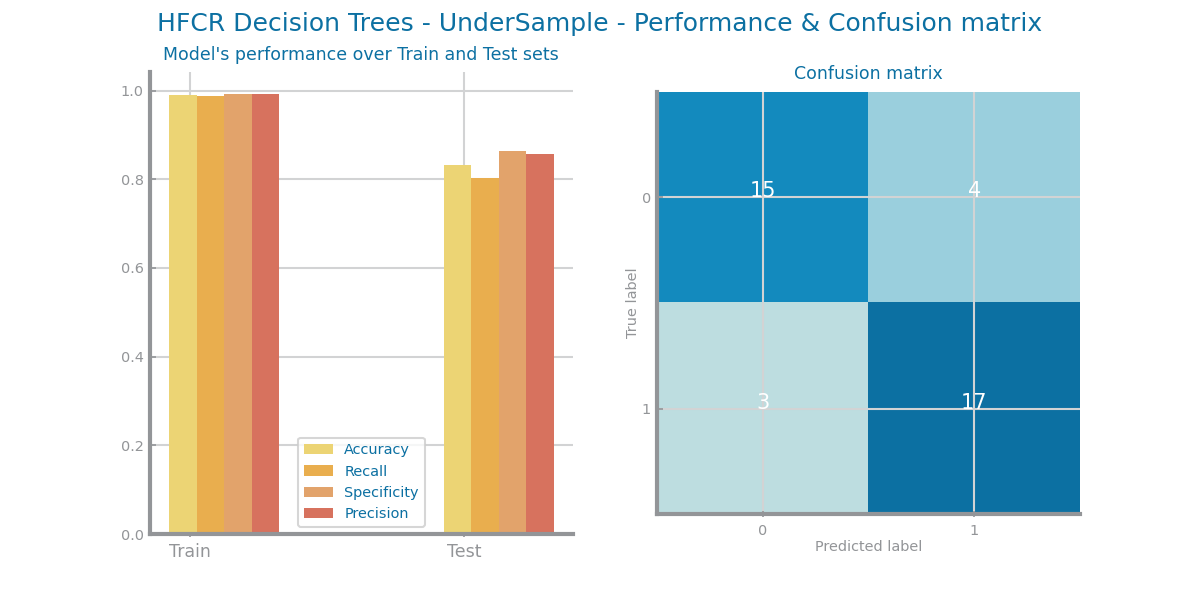 HFCR Decision Trees - UnderSample - Performance & Confusion matrix
Model's performance over Train and Test sets
1.0
0.8
0.6
0.4
0.2
0.0
Train
Test
Accuracy
Recall
Specificity
Precision
Confusion matrix
True label
0
1
15
4
3
17
0
1
Predicted label